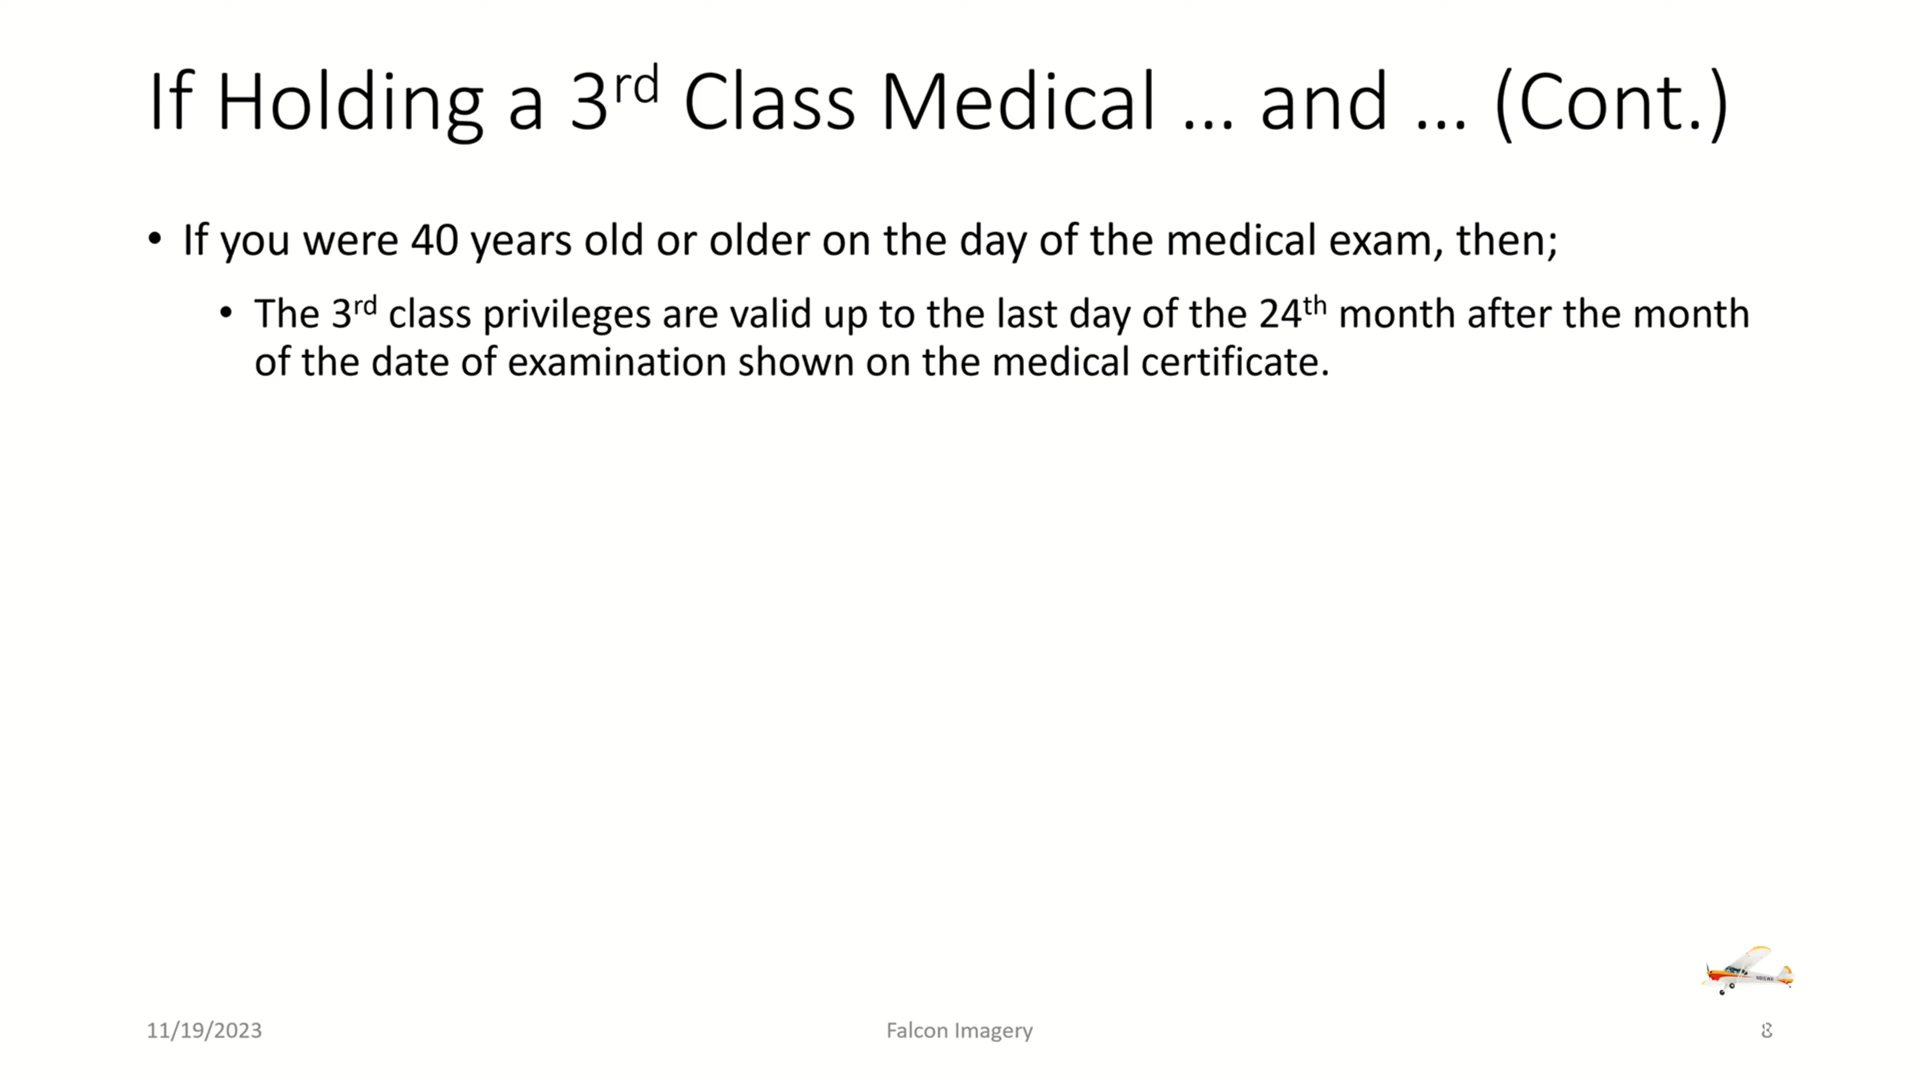 If Holding a 3rd Class Medical ... and ... (Cont.)
• If you were 40 years old or older on the day of the medical exam, then;
• The 3rd class privileges are valid up to the last day of the 24th month after the month
of the date of examination shown on the medical certificate.
11/19/2023
Falcon Imagery
8